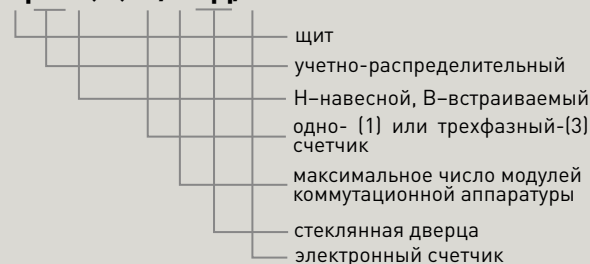 щит
учетно-распределительный
Н–навесной, В–встраиваемый
одно- (1) или трехфазный-(3)
счетчик
максимальное число модулей
коммутационной аппаратуры
стеклянная дверца
электронный счетчик